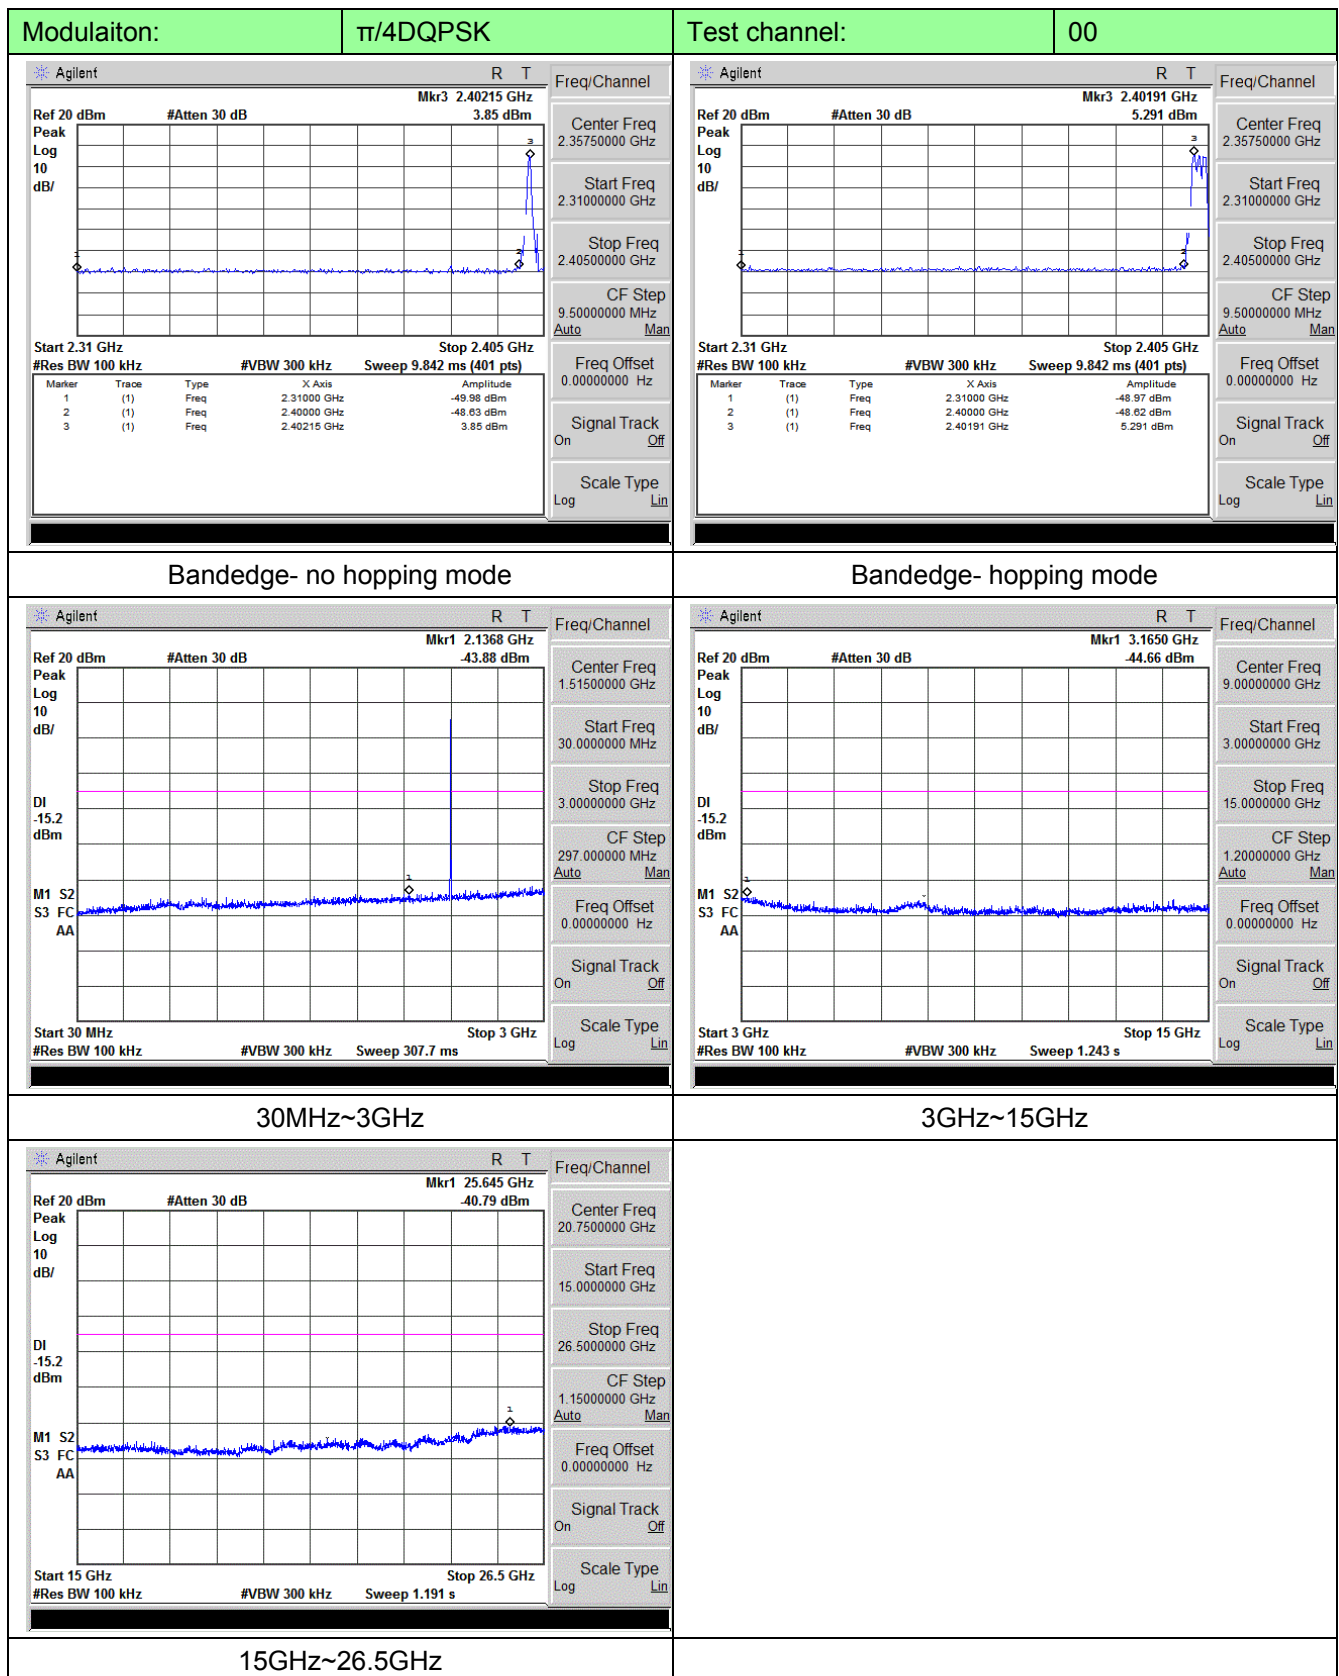 Modulaiton: π/4DQPSK Test channel: 00
Agilent R T Freq/Channel
Mkr3 2.40215 GHz
Ref 20 dBm #Atten 30 dB 3.85 dBm
Peak
Log
10
dB/
3
2
1
Start 2.31 GHz Stop 2.405 GHz
#Res BW 100 kHz #VBW 300 kHz Sweep 9.842 ms (401 pts)
Marker Trace Type X Axis Amplitude
1 (1) Freq 2.31000 GHz -49.98 dBm
2 (1) Freq 2.40000 GHz -48.63 dBm
3 (1) Freq 2.40215 GHz 3.85 dBm
Center Freq
2.35750000 GHz
Start Freq
2.31000000 GHz
Stop Freq
2.40500000 GHz
CF Step
9.50000000 MHz
Auto Man
Freq Offset
0.00000000 Hz
Signal Track
On Off
Scale Type
Log Lin
Agilent R T Freq/Channel
Mkr3 2.40191 GHz
Ref 20 dBm #Atten 30 dB 5.291 dBm
Peak
Log
10
dB/
3
2
1
Start 2.31 GHz Stop 2.405 GHz
#Res BW 100 kHz #VBW 300 kHz Sweep 9.842 ms (401 pts)
Marker Trace Type X Axis Amplitude
1 (1) Freq 2.31000 GHz -48.97 dBm
2 (1) Freq 2.40000 GHz -48.62 dBm
3 (1) Freq 2.40191 GHz 5.291 dBm
Center Freq
2.35750000 GHz
Start Freq
2.31000000 GHz
Stop Freq
2.40500000 GHz
CF Step
9.50000000 MHz
Auto Man
Freq Offset
0.00000000 Hz
Signal Track
On Off
Scale Type
Log Lin
Bandedge- no hopping mode Bandedge- hopping mode
Agilent R T Freq/Channel
Mkr1 2.1368 GHz
Ref 20 dBm #Atten 30 dB -43.88 dBm
Peak
Log
10
dB/
DI
-15.2
dBm
1
M1 S2
S3 FC
AA
Start 30 MHz Stop 3 GHz
#Res BW 100 kHz #VBW 300 kHz Sweep 307.7 ms
Center Freq
1.51500000 GHz
Start Freq
30.0000000 MHz
Stop Freq
3.00000000 GHz
CF Step
297.000000 MHz
Auto Man
Freq Offset
0.00000000 Hz
Signal Track
On Off
Scale Type
Log Lin
Agilent R T Freq/Channel
Mkr1 3.1650 GHz
Ref 20 dBm #Atten 30 dB -44.66 dBm
Peak
Log
10
dB/
DI
-15.2
dBm
1
M1 S2
S3 FC
AA
Start 3 GHz Stop 15 GHz
#Res BW 100 kHz #VBW 300 kHz Sweep 1.243 s
Center Freq
9.00000000 GHz
Start Freq
3.00000000 GHz
Stop Freq
15.0000000 GHz
CF Step
1.20000000 GHz
Auto Man
Freq Offset
0.00000000 Hz
Signal Track
On Off
Scale Type
Log Lin
30MHz~3GHz 3GHz~15GHz
Agilent R T Freq/Channel
Mkr1 25.645 GHz
Ref 20 dBm #Atten 30 dB -40.79 dBm
Peak
Log
10
dB/
DI
-15.2
dBm
1
M1 S2
S3 FC
AA
Start 15 GHz Stop 26.5 GHz
#Res BW 100 kHz #VBW 300 kHz Sweep 1.191 s
Center Freq
20.7500000 GHz
Start Freq
15.0000000 GHz
Stop Freq
26.5000000 GHz
CF Step
1.15000000 GHz
Auto Man
Freq Offset
0.00000000 Hz
Signal Track
On Off
Scale Type
Log Lin
15GHz~26.5GHz